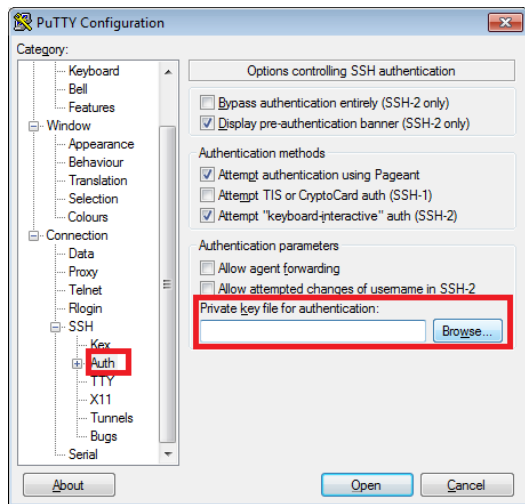 PuTTY Configuration
Category:
Keyboard
Bell
Features
Window
Appearance
Behaviour
Translation
Selection
Colours
Connection
Data
Proxy
Telnet
Rlogin
SSH
Kex
Auth
TTY
X11
Tunnels
Bugs
Serial
Options controlling SSH authentication
Bypass authentication entirely (SSH-2 only)
Display pre-authentication banner (SSH-2 only)
Authentication methods
Attempt authentication using Pageant
Attempt TIS or CryptoCard auth (SSH-1)
Attempt "keyboard-interactive" auth (SSH-2)
Authentication parameters
Allow agent forwarding
Allow attempted changes of username in SSH-2
Private key file for authentication:
Browse...
About
Open
Cancel